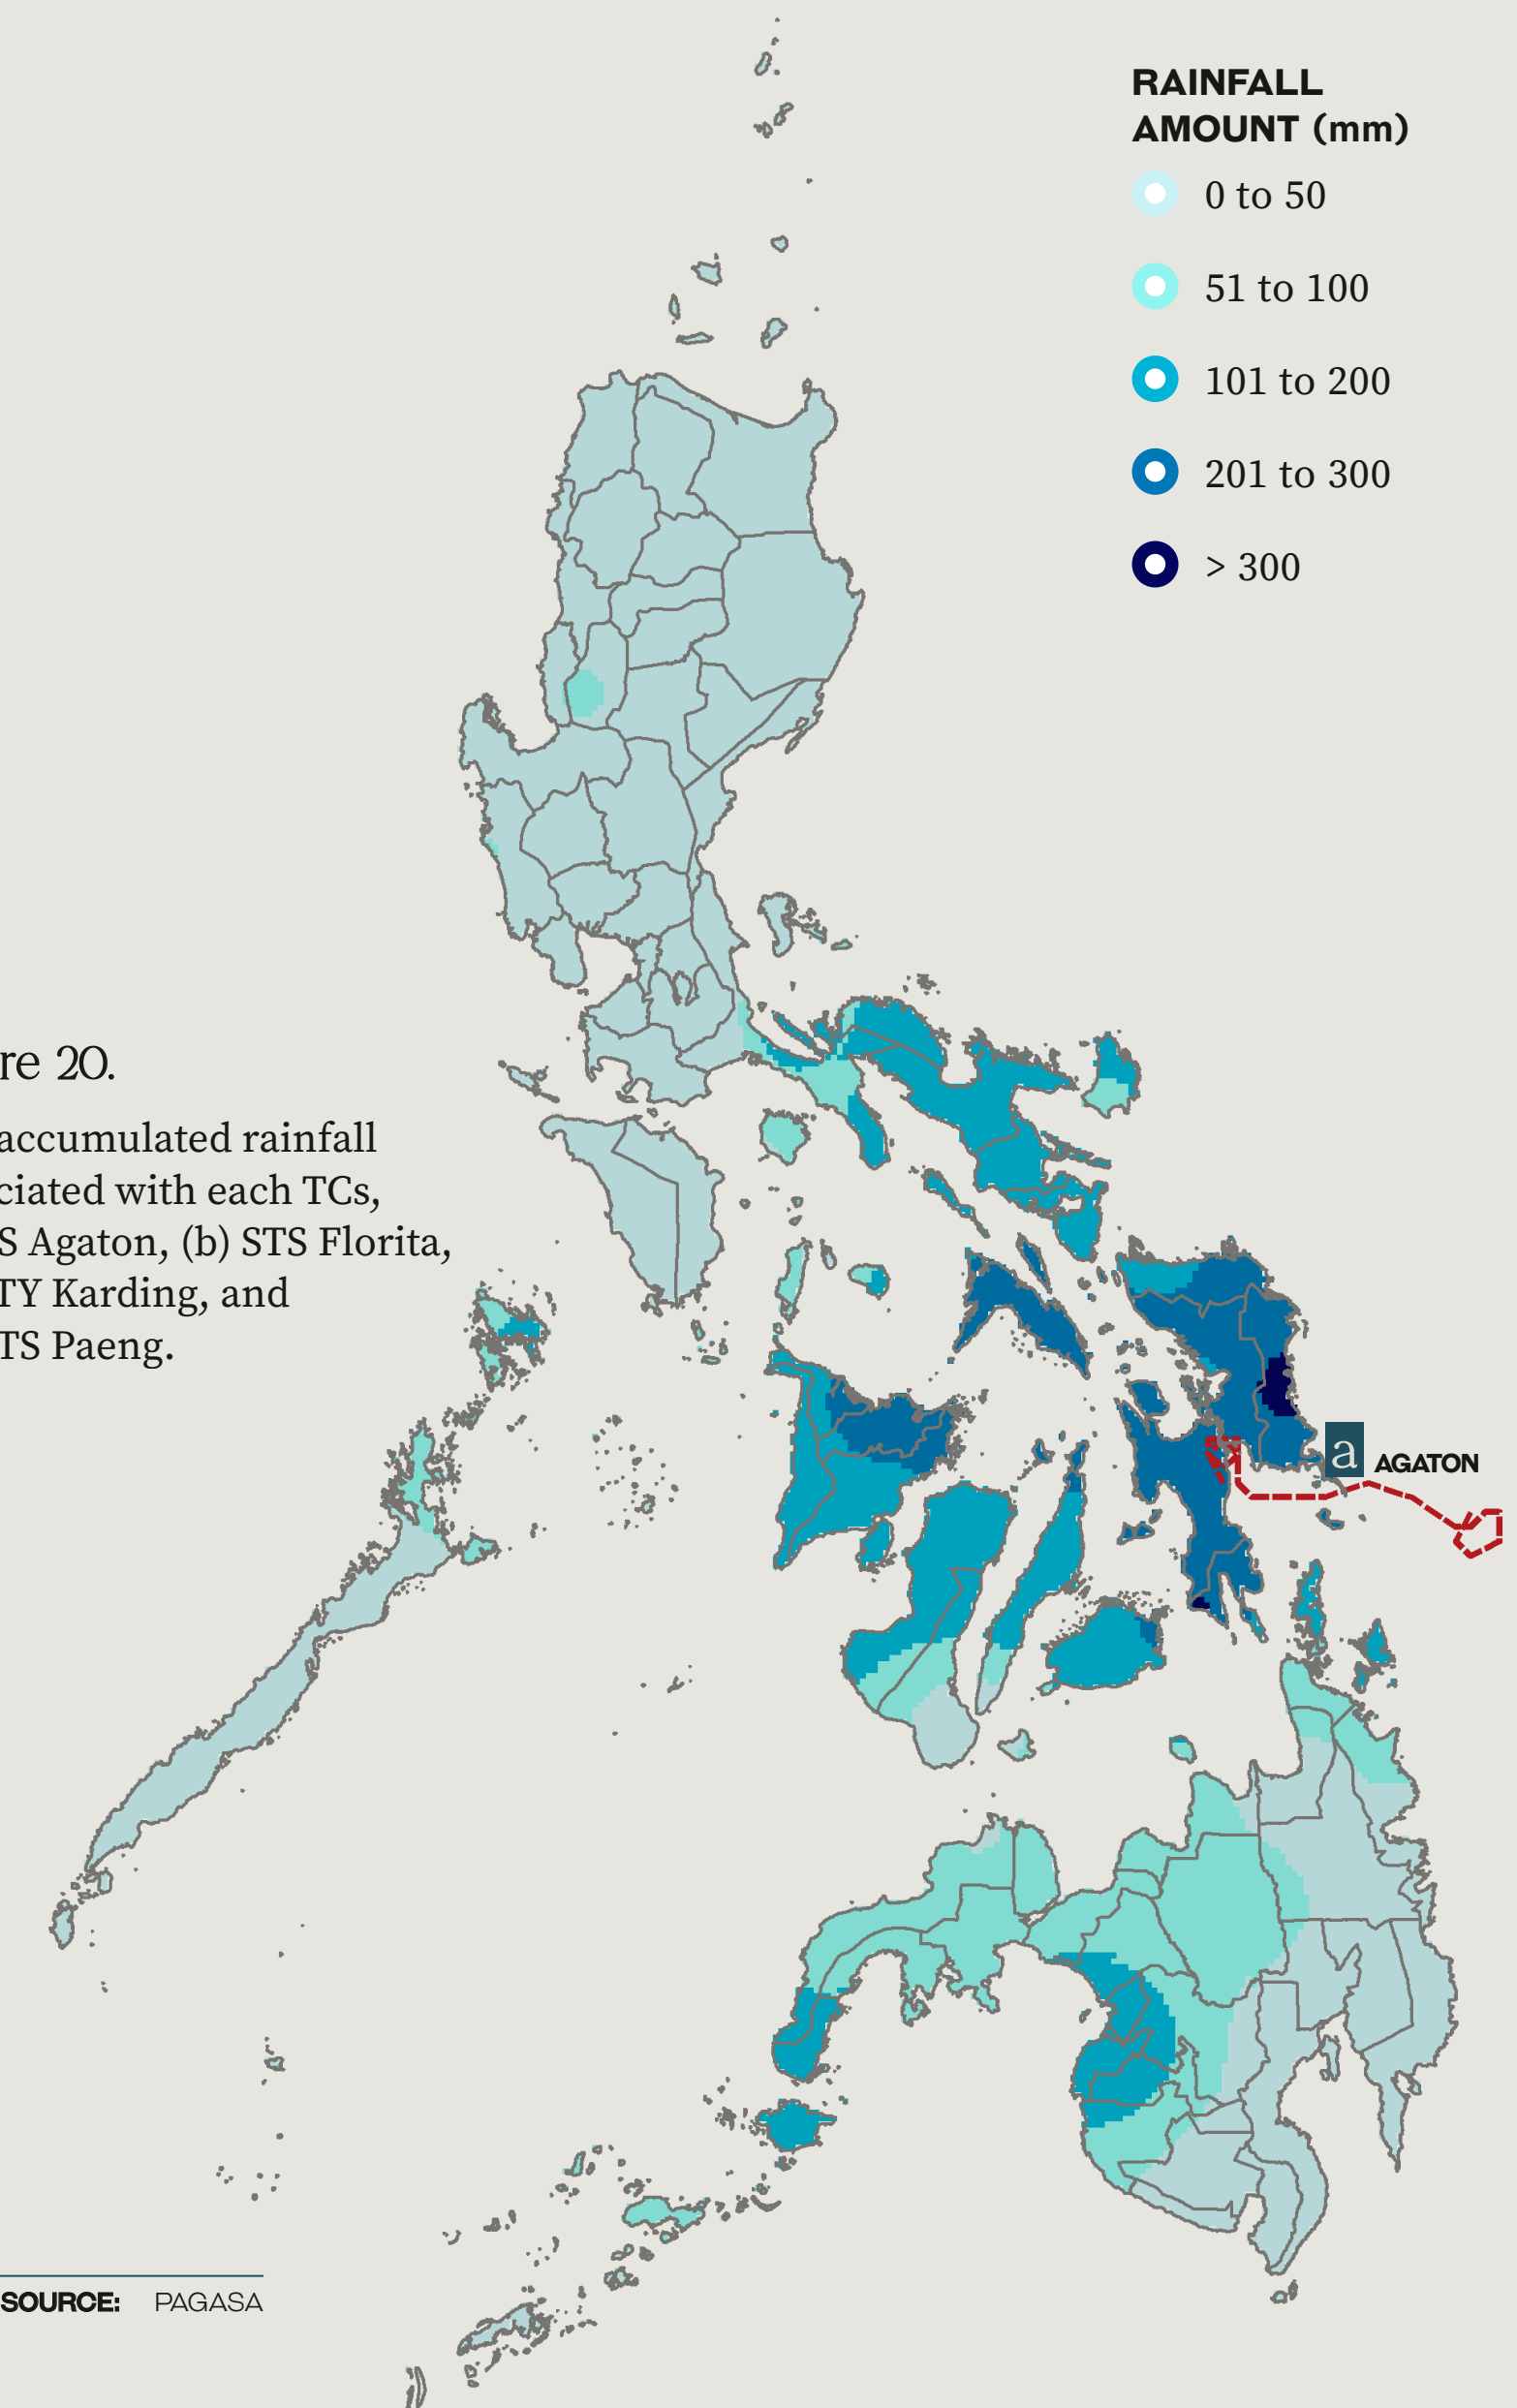 RAINFALL
AMOUNT (mm)
0 to 50
51 to 100
101 to 200
201 to 300
> 300
re 20.
accumulated rainfall
ciated with each TCs,
S Agaton, (b) STS Florita,
TY Karding, and
TS Paeng.
a AGATON
SOURCE: PAGASA